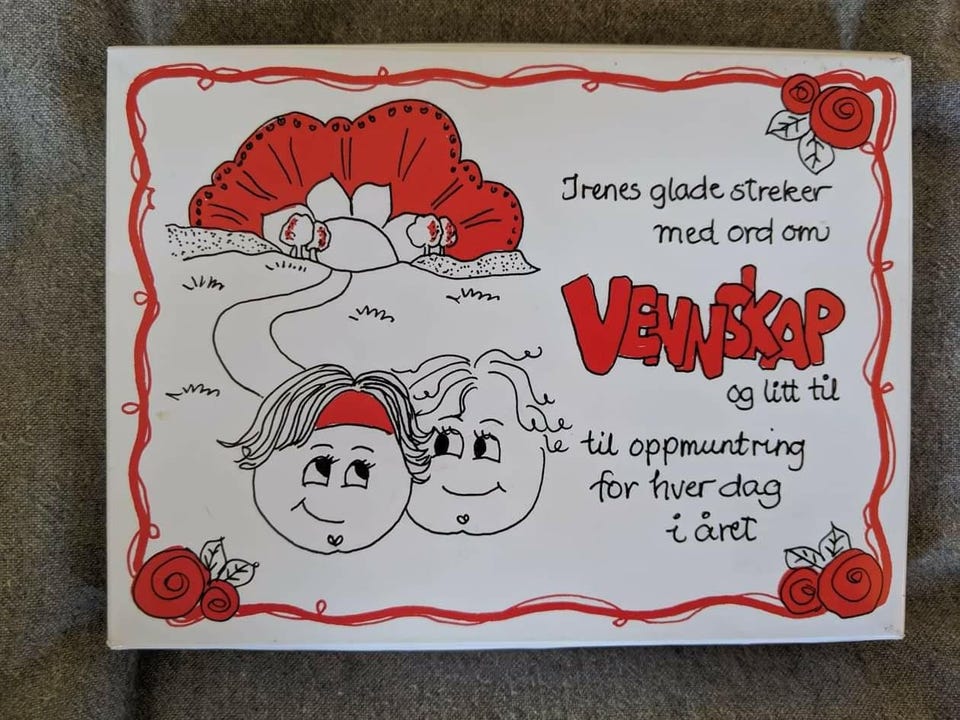 Irenes glade streker
med ord om
VENNSKAP
og litt til
til oppmuntring
for hver dag
i året